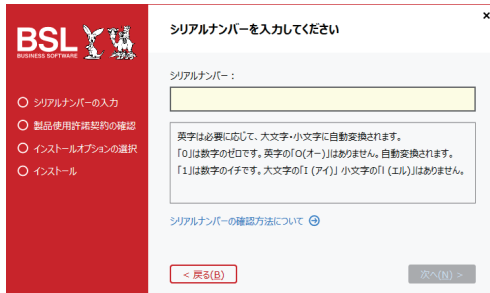 BSL
BUSINESS SOFTWARE
シリアルナンバーの入力
製品使用許諾契約の確認
インストールオプションの選択
インストール
×
シリアルナンバーを入力してください
シリアルナンバー：
英字は必要に応じて、大文字・小文字に自動変換されます。
「0」は数字のゼロです。英字の「O(オー)」はありません。自動変換されます。
「1」は数字のイチです。大文字の「I (アイ)」 小文字の「l (エル)」はありません。
シリアルナンバーの確認方法について
< 戻る(B)
次へ(N) >